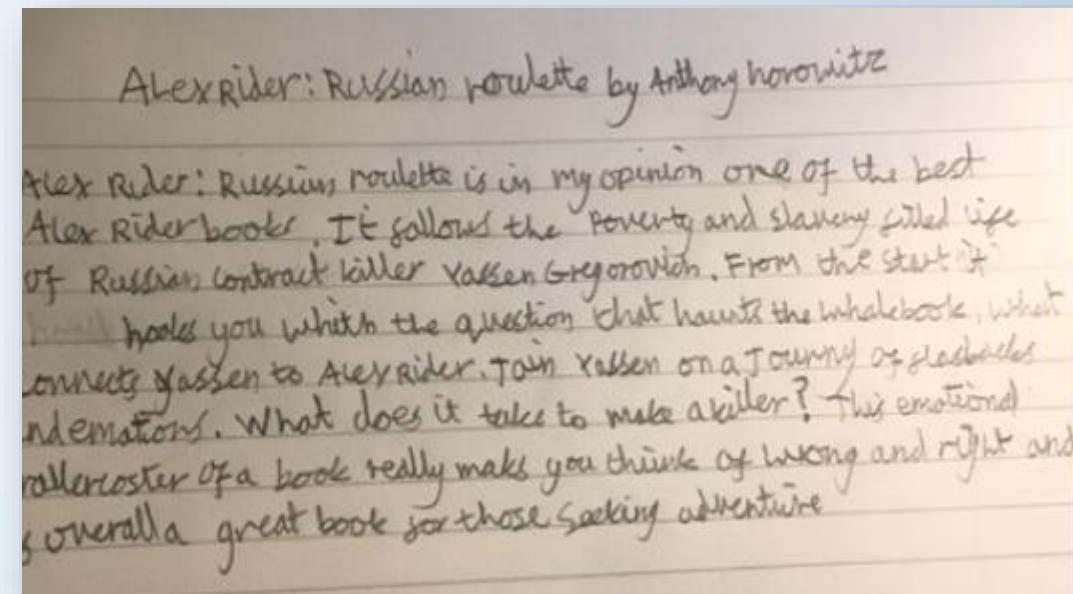 Alex Rider: Russian roulette by Anthony horowitz
Alex Rider: Russian roulette is in my opinion one of the best
Alex Rider books. It follows the Poverty and slavery filled life
of Russian contract killer Yassen Gregorovich. From the start it
hooks you whith the question that haunts the whole book, what
connects Yassen to Alex Rider. Join Yassen on a Journy of
nd emotions. What does it take to make a killer? This emotional
rollercoster of a book really maks you think of wrong and right and
s overall a great book for those seeking adventure